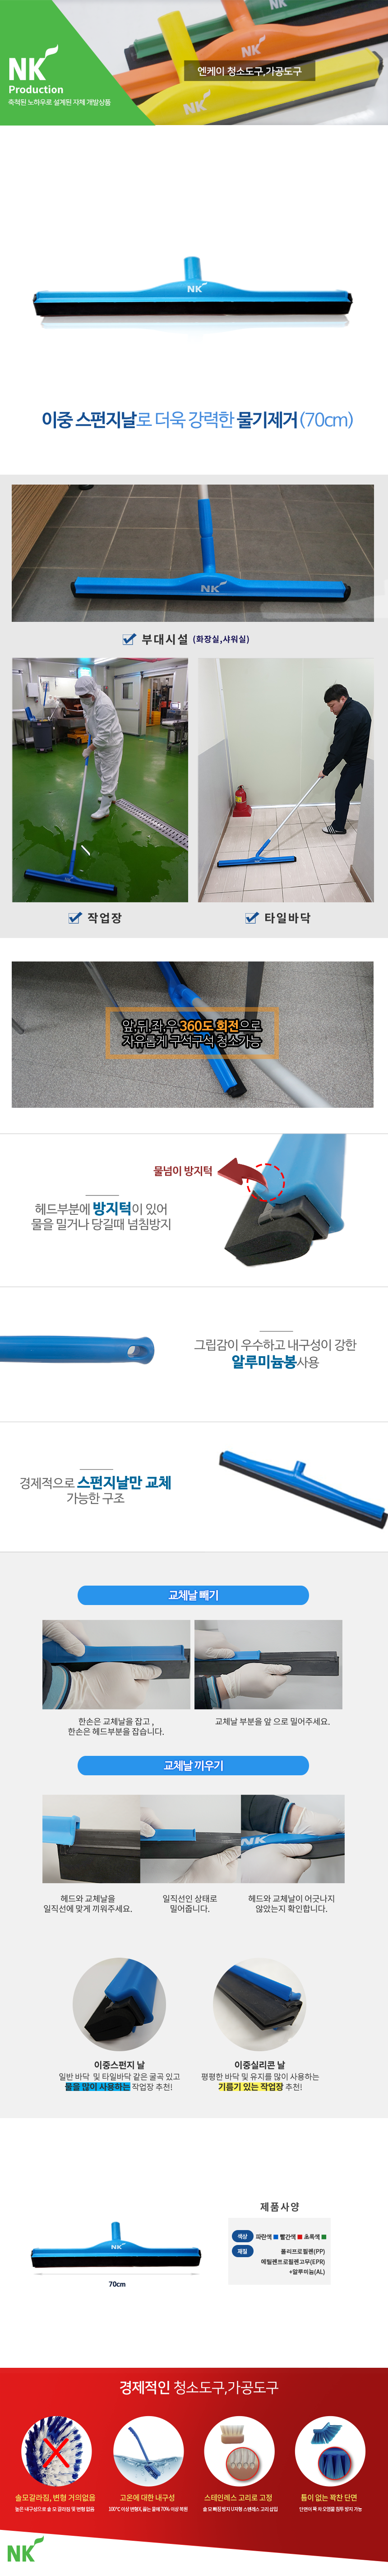 NK
Production
축적된 노하우로 설계된 자체 개발상품
엔케이 청소도구,가공도구
NK
이중 스펀지날로 더욱 강력한 물기제거(70cm)
NK
부대시설 (화장실,샤워실)
작업장
타일바닥
앞,뒤,좌,우 360도 회전으로
자유롭게 구석구석 청소가능
물넘이 방지턱
헤드부분에 방지턱이 있어
물을 밀거나 당길때 넘침방지
그립감이 우수하고 내구성이 강한
알루미늄봉사용
경제적으로 스펀지날만 교체
가능한 구조
교체날 빼기
한손은 교체날을 잡고 ,
한손은 헤드부분을 잡습니다.
교체날 부분을 앞 으로 밀어주세요.
교체날 끼우기
NK
헤드와 교체날을
일직선에 맞게 끼워주세요.
일직선인 상태로
밀어줍니다.
헤드와 교체날이 어긋나지
않았는지 확인합니다.
이중스펀지 날
일반 바닥 및 타일바닥 같은 굴곡 있고
물을 많이 사용하는 작업장 추천!
이중실리콘 날
평평한 바닥 및 유지를 많이 사용하는
기름기 있는 작업장 추천!
제품사양
색상 파란색 빨간색 초록색
재질 폴리프로필렌(PP)
에틸렌프로필렌고무(EPR)
+알루미늄(AL)
NK
70cm
경제적인 청소도구,가공도구
솔모갈라짐, 변형 거의없음
높은 내구성으로 솔 모 갈라짐 및 변형 없음
고온에 대한 내구성
100℃ 이상 변형X, 끓는 물에 70% 이상 복원
스테인레스 고리로 고정
솔 모 빠짐 방지 U자형 스텐레스 고리 삽입
틈이 없는 꽉찬 단면
단면이 꽉 차 오염물 침투 방지 가능
NK